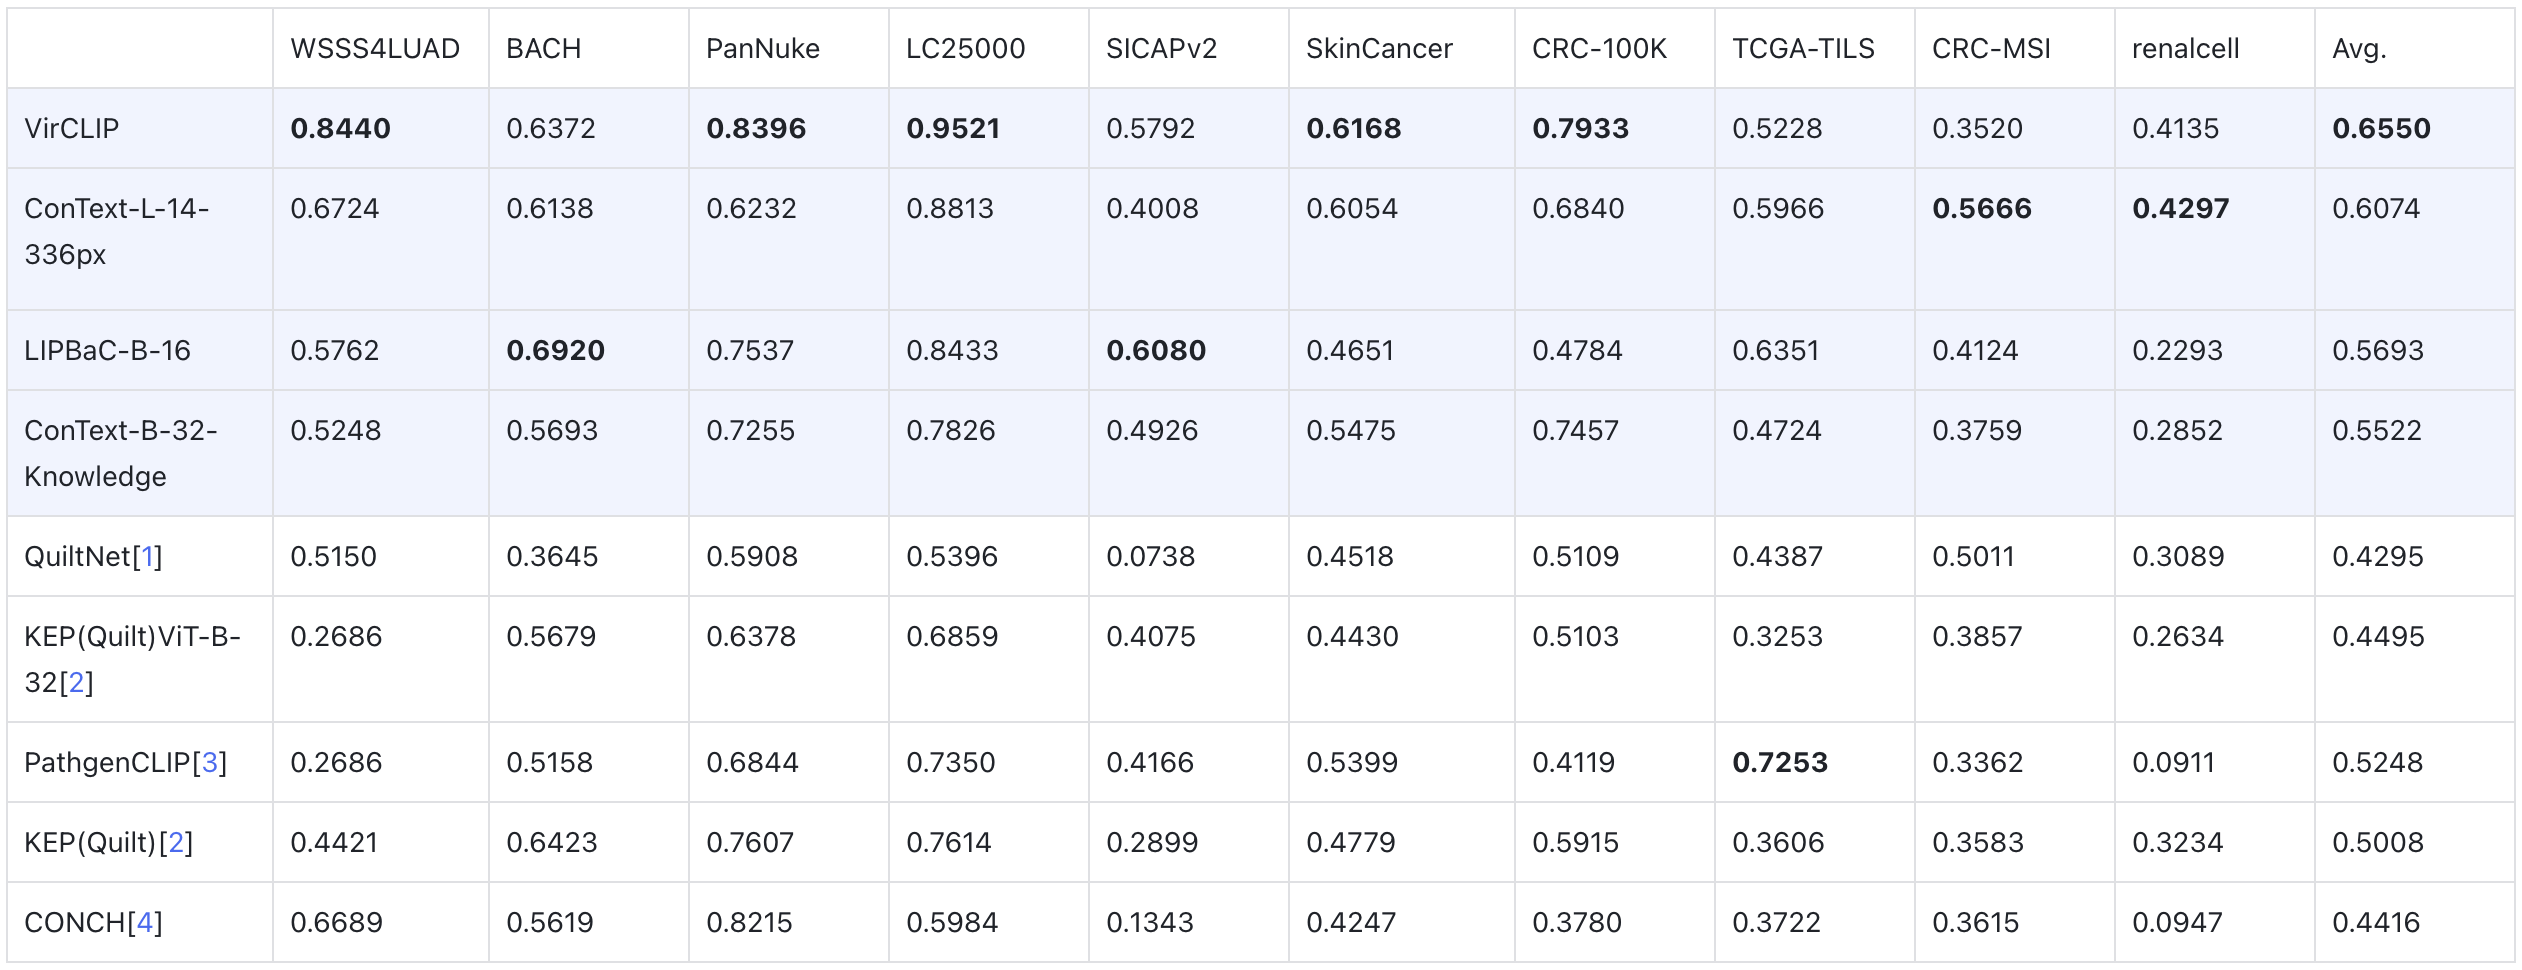 WSSS4LUAD BACH PanNuke LC25000 SICAPv2 SkinCancer CRC-100K TCGA-TILS CRC-MSI renalcell Avg.
VirCLIP 0.8440 0.6372 0.8396 0.9521 0.5792 0.6168 0.7933 0.5228 0.3520 0.4135 0.6550
ConText-L-14- 0.6724 0.6138 0.6232 0.8813 0.4008 0.6054 0.6840 0.5966 0.5666 0.4297 0.6074
336px
LIPBaC-B-16 0.5762 0.6920 0.7537 0.8433 0.6080 0.4651 0.4784 0.6351 0.4124 0.2293 0.5693
ConText-B-32- 0.5248 0.5693 0.7255 0.7826 0.4926 0.5475 0.7457 0.4724 0.3759 0.2852 0.5522
Knowledge
QuiltNet[1] 0.5150 0.3645 0.5908 0.5396 0.0738 0.4518 0.5109 0.4387 0.5011 0.3089 0.4295
KEP(Quilt)ViT-B- 0.2686 0.5679 0.6378 0.6859 0.4075 0.4430 0.5103 0.3253 0.3857 0.2634 0.4495
32[2]
PathgenCLIP[3] 0.2686 0.5158 0.6844 0.7350 0.4166 0.5399 0.4119 0.7253 0.3362 0.0911 0.5248
KEP(Quilt)[2] 0.4421 0.6423 0.7607 0.7614 0.2899 0.4779 0.5915 0.3606 0.3583 0.3234 0.5008
CONCH[4] 0.6689 0.5619 0.8215 0.5984 0.1343 0.4247 0.3780 0.3722 0.3615 0.0947 0.4416